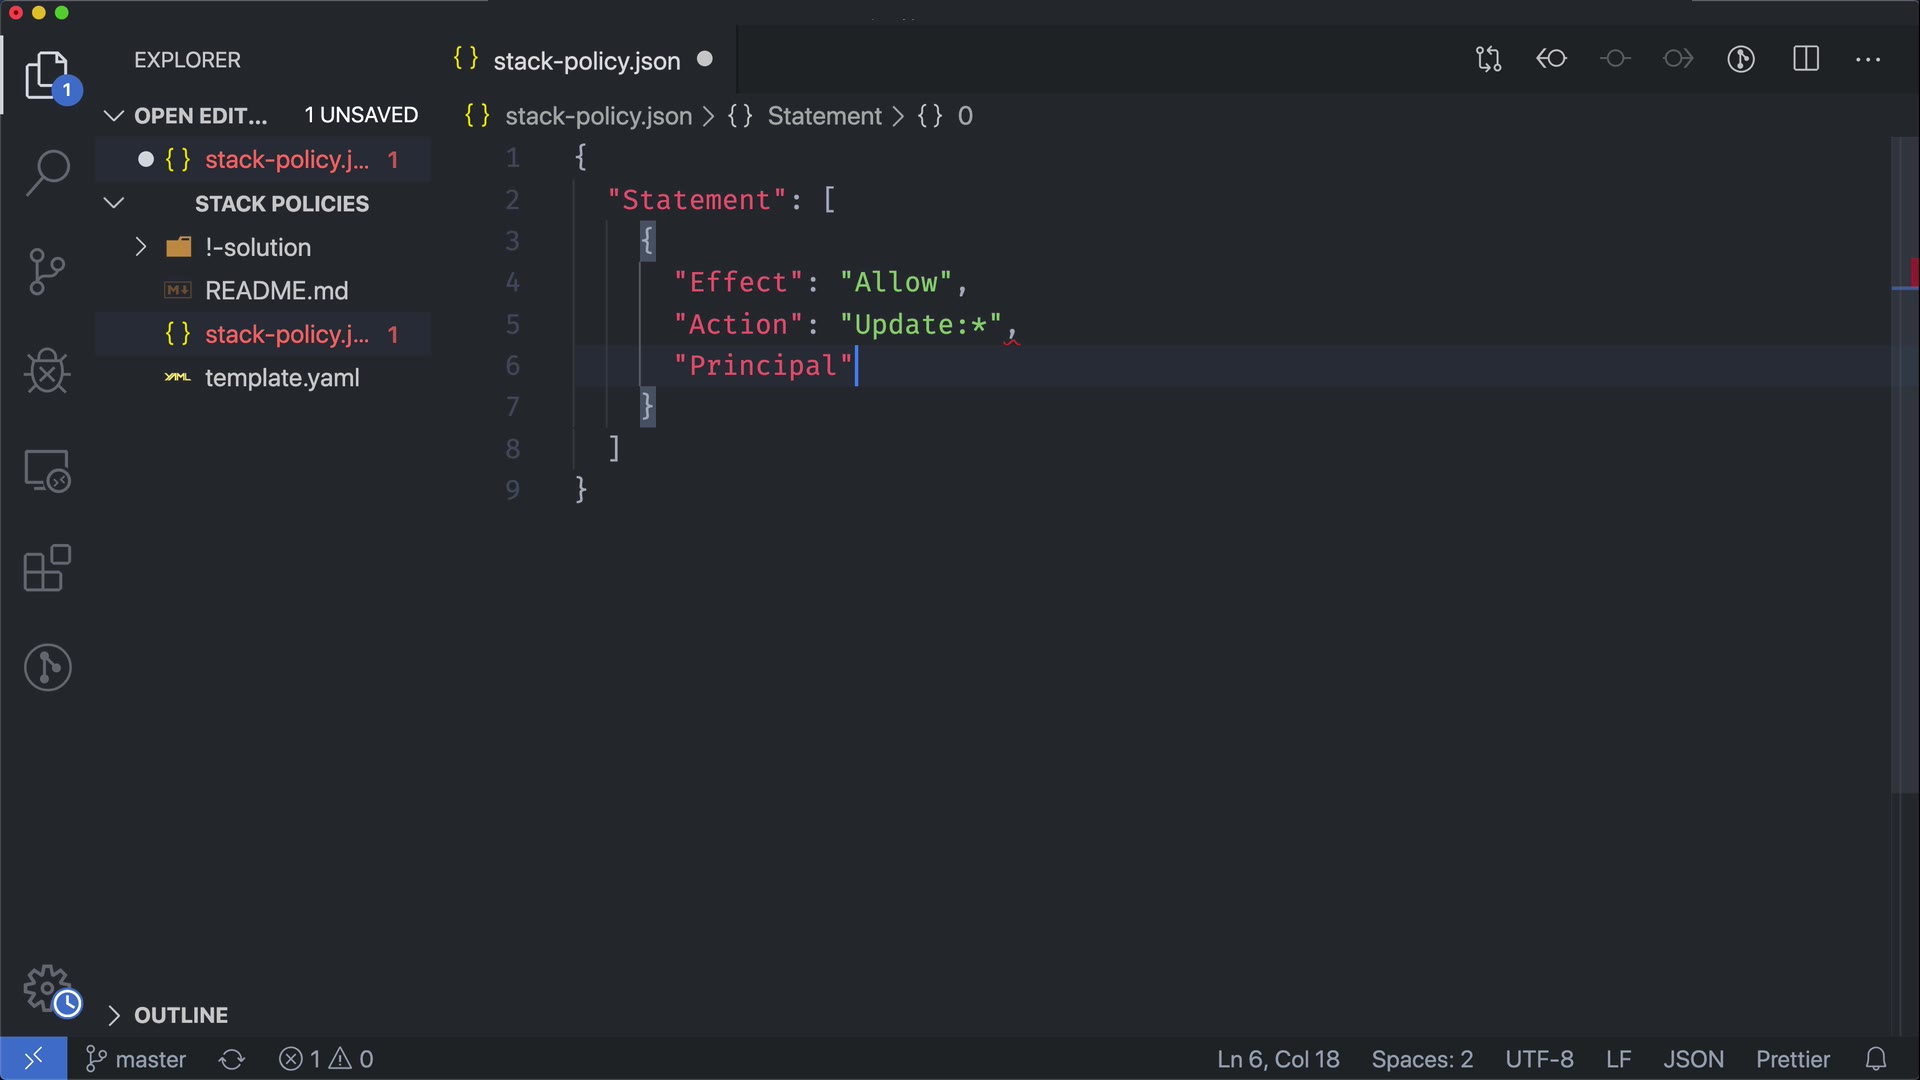 EXPLORER
OPEN EDIT... 1 UNSAVED
{} stack-policy.j... 1
STACK POLICIES
!-solution
README.md
{} stack-policy.j... 1
YAML template.yaml
OUTLINE
{} stack-policy.json
{} stack-policy.json > {} Statement > {} 0
1 {
2 "Statement": [
3 {
4 "Effect": "Allow",
5 "Action": "Update:*",
6 "Principal"
7 }
8 ]
9 }
1
master 1 0 Ln 6, Col 18 Spaces: 2 UTF-8 LF JSON Prettier